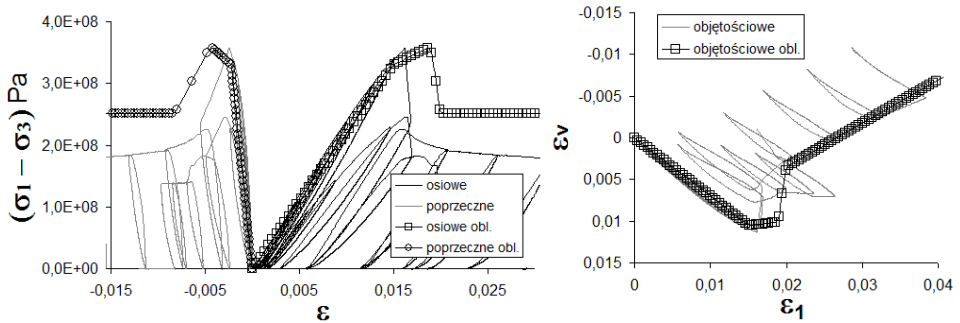 4,0E+08
3,0E+08
2,0E+08
1,0E+08
0,0E+00
(σ1 – σ3) Pa
-0,015
-0,005
0,005
0,015
0,025
ε
osiowe
poprzeczne
osiowe obl.
poprzeczne obl.
-0,015
-0,01
-0,005
0
0,005
0,01
0,015
εv
0
0,01
0,02
0,03
0,04
ε1
objętościowe
objętościowe obl.